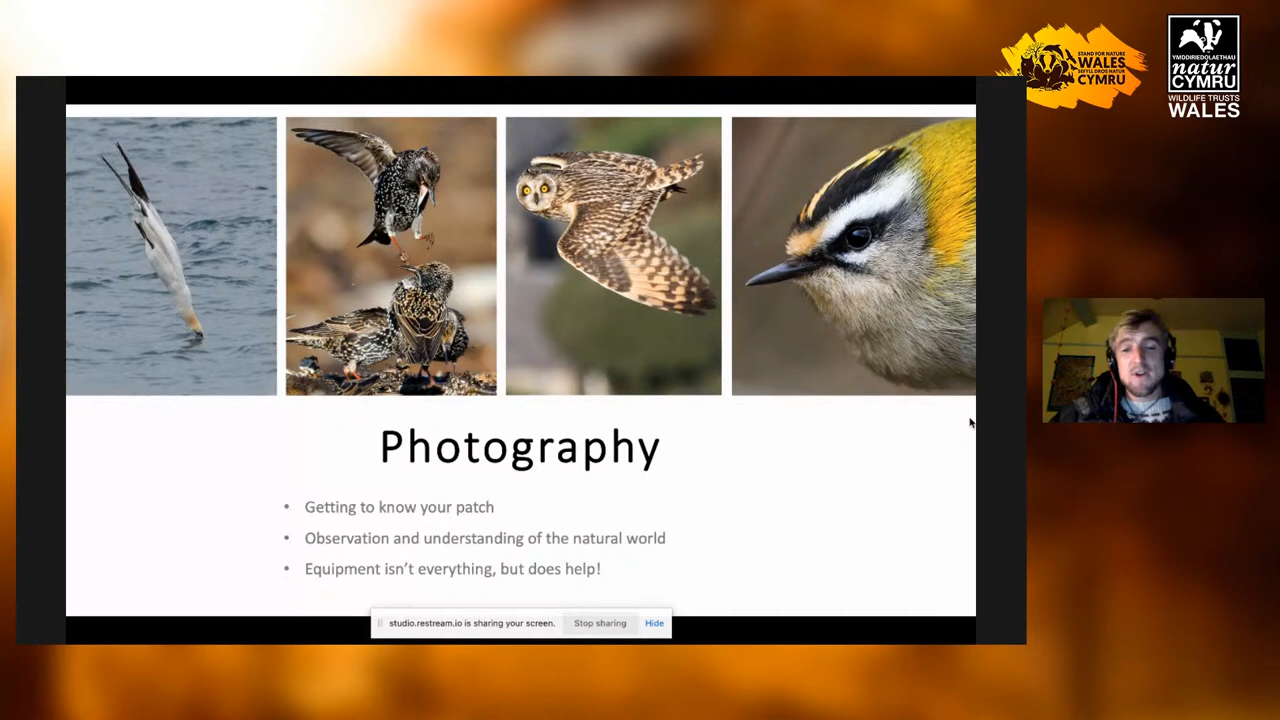 STAND FOR NATURE
WALES
SEFYLL DROS NATUR
CYMRU
YMDDIRIEDOLAETHAU
natur
CYMRU
WILDLIFE TRUSTS
WALES
Photography
• Getting to know your patch
• Observation and understanding of the natural world
• Equipment isn't everything, but does help!
studio.restream.io is sharing your screen. Stop sharing Hide